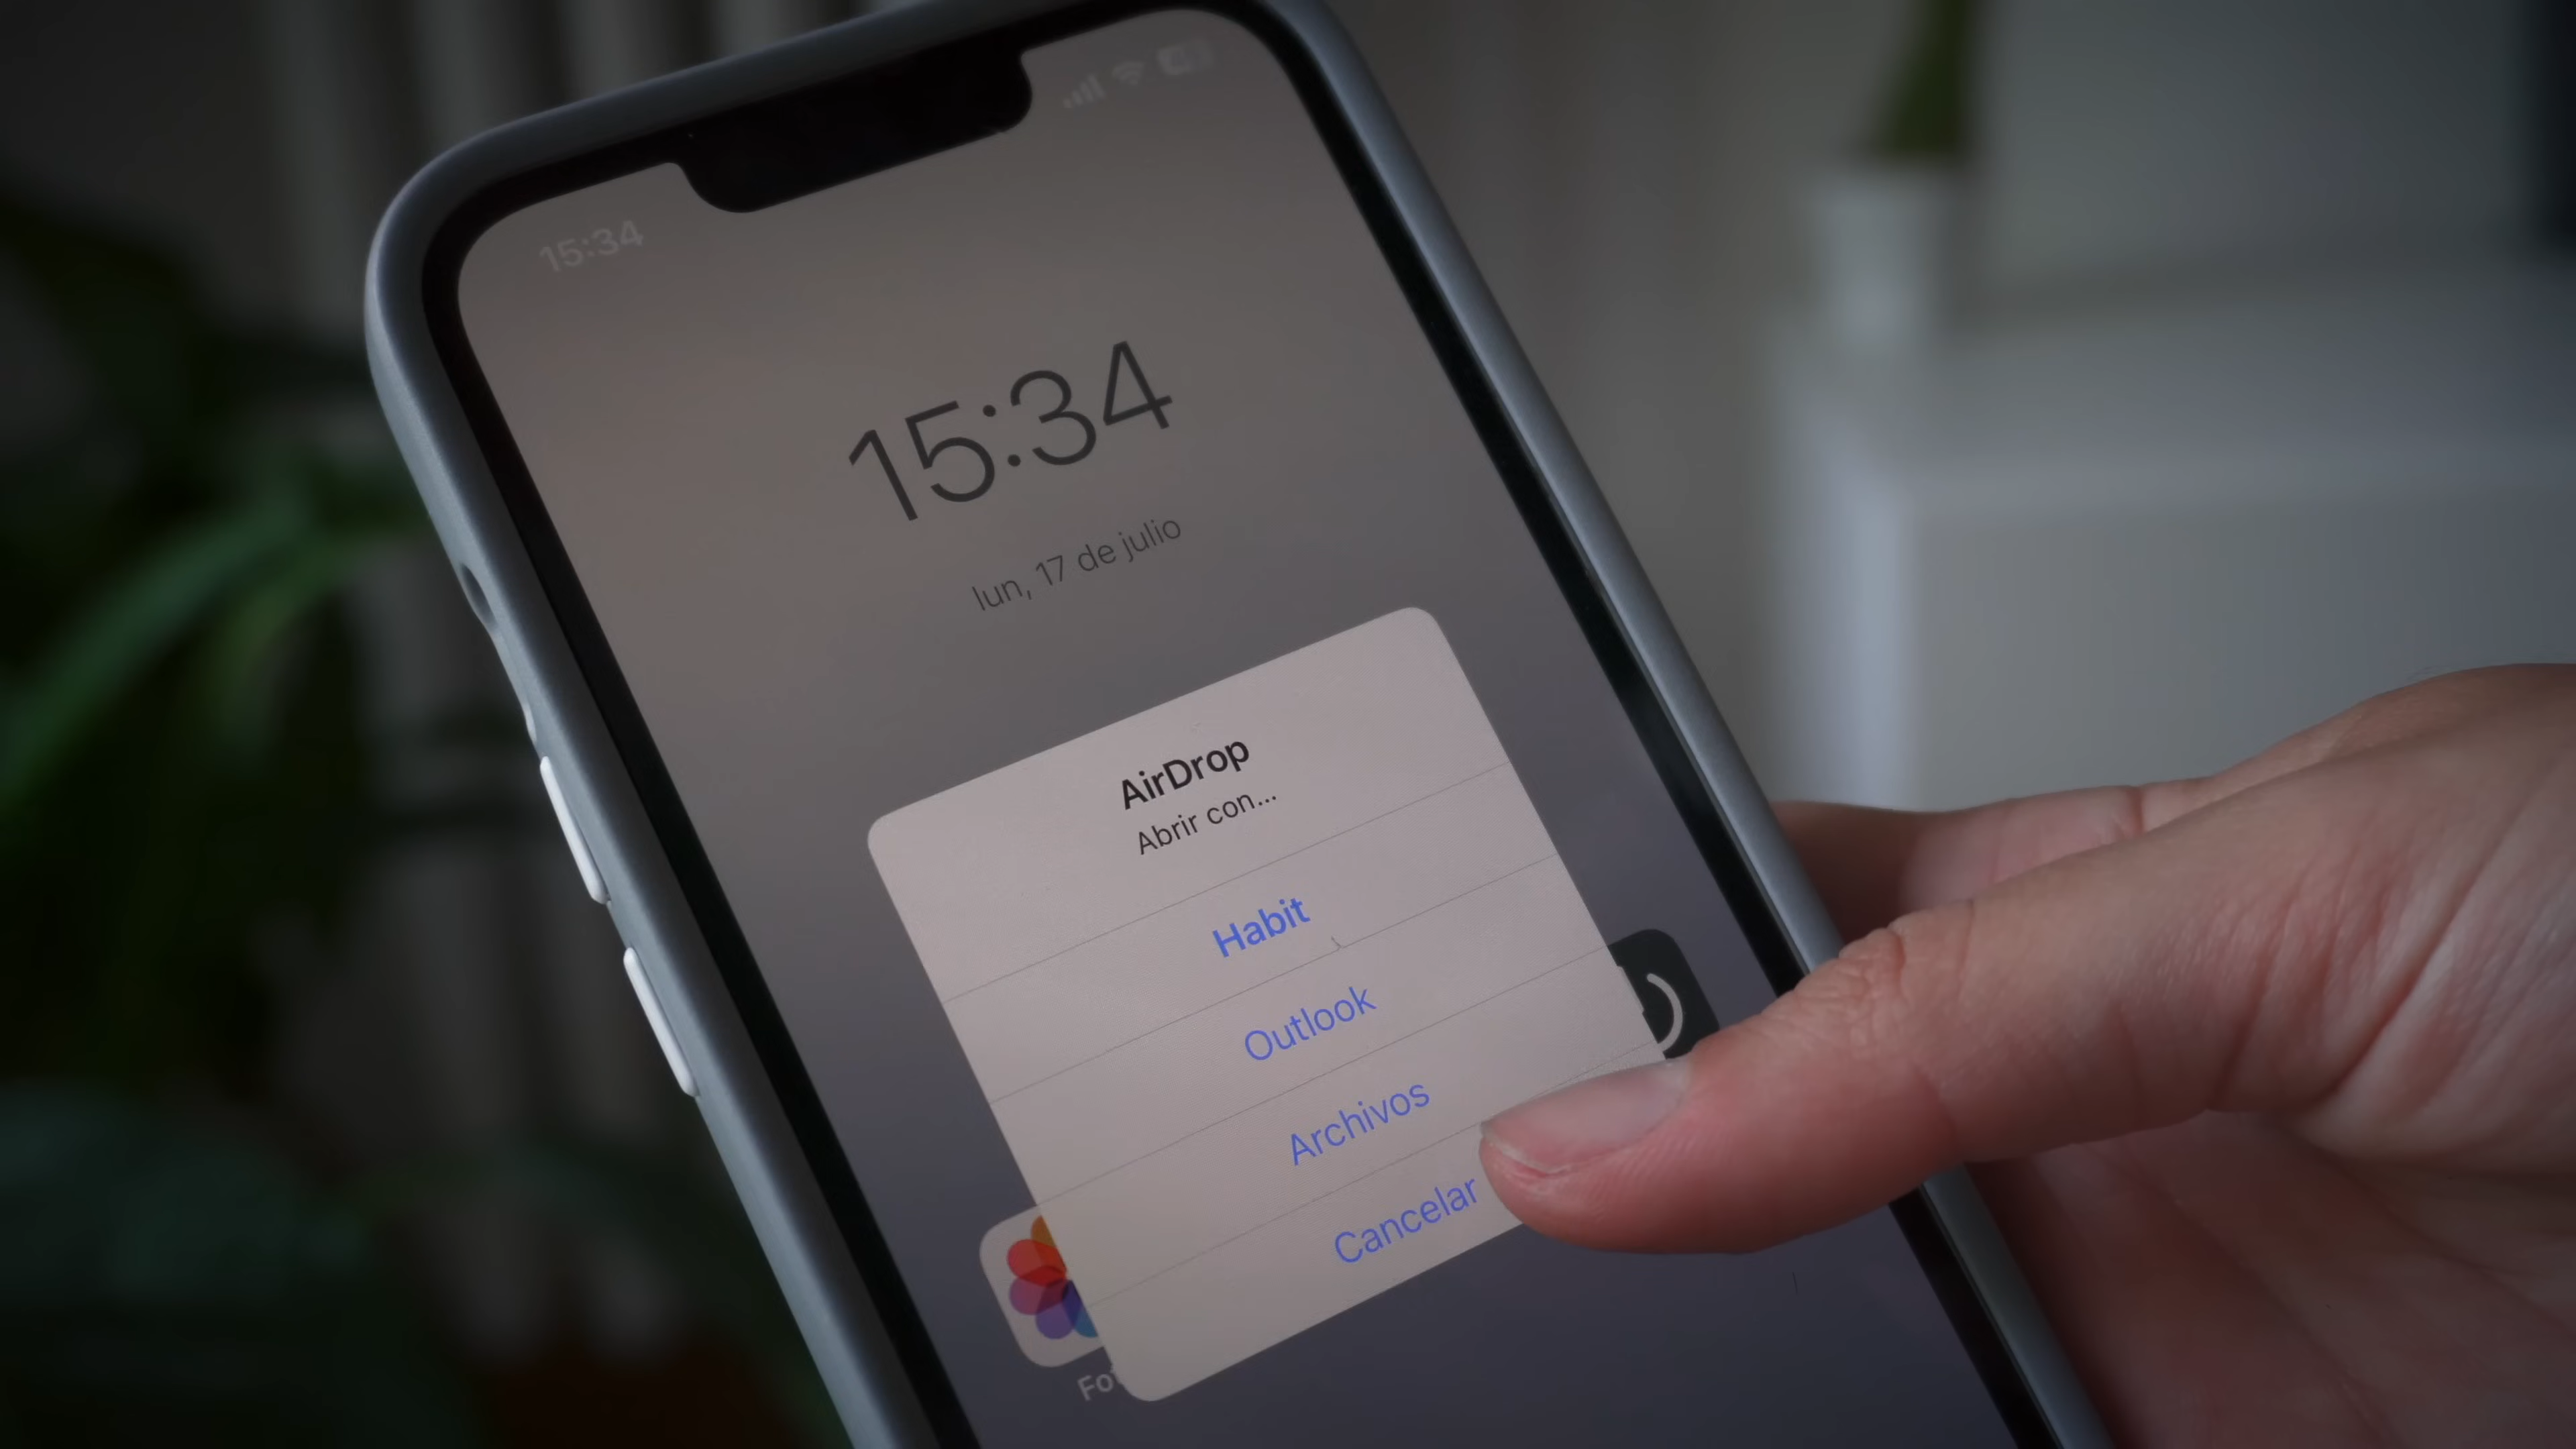 15:34
15:34
lun, 17 de julio
AirDrop
Abrir con...
Habit
Outlook
Archivos
Cancelar